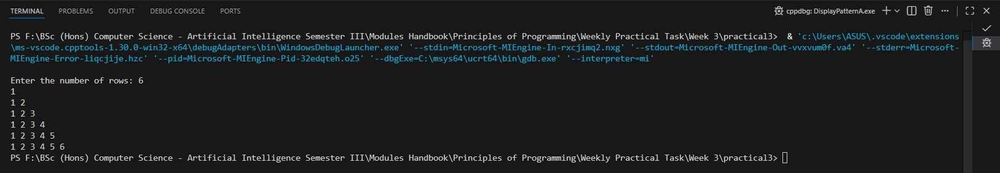 TERMINAL PROBLEMS OUTPUT DEBUG CONSOLE PORTS cppdbg: DisplayPatternA.exe
PS F:\BSc (Hons) Computer Science - Artificial Intelligence Semester III\Modules Handbook\Principles of Programming\Weekly Practical Task\Week 3\practical3>  & 'c:\Users\ASUS\.vscode\extensions
\ms-vscode.cpptools-1.30.0-win32-x64\debugAdapters\bin\WindowsDebugLauncher.exe' '--stdin=Microsoft-MIEngine-In-rxcjimq2.nxg' '--stdout=Microsoft-MIEngine-Out-vvxvum0f.va4' '--stderr=Microsoft-
MIEngine-Error-liqcjije.hzc' '--pid=Microsoft-MIEngine-Pid-32edqteh.o25' '--dbgExe=C:\msys64\ucrt64\bin\gdb.exe' '--interpreter=mi'
Enter the number of rows: 6
1
1 2
1 2 3
1 2 3 4
1 2 3 4 5
1 2 3 4 5 6
PS F:\BSc (Hons) Computer Science - Artificial Intelligence Semester III\Modules Handbook\Principles of Programming\Weekly Practical Task\Week 3\practical3>